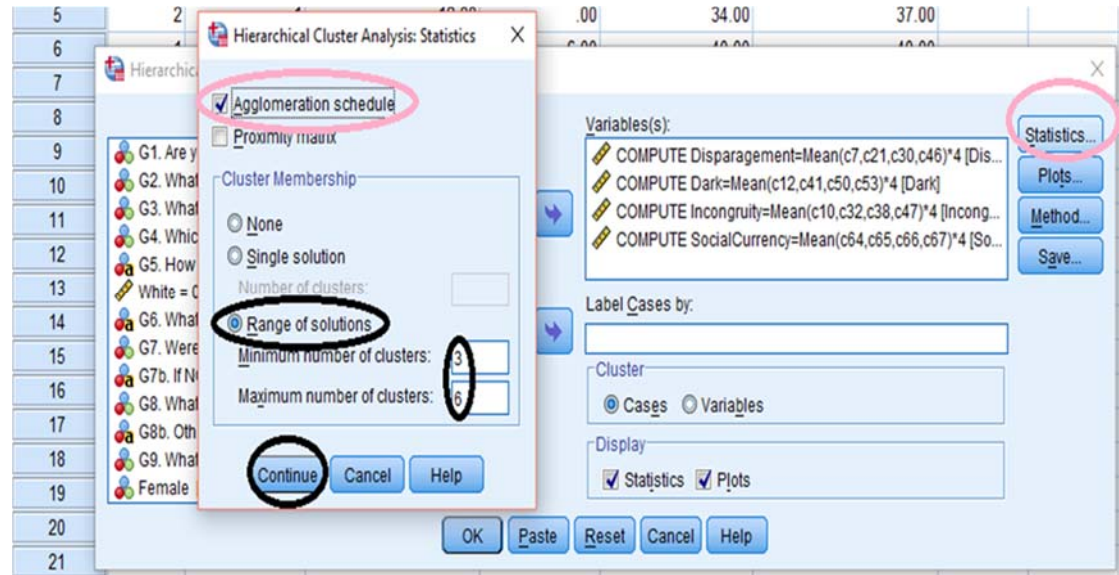 5 2 .00 34.00 37.00
6
7
8
9
10
11
12
13
14
15
16
17
18
19
20
21
Hierarchical Cluster Analysis: Statistics X
Agglomeration schedule
Proximity matrix
Cluster Membership
None
Single solution
Number of clusters:
Range of solutions
Minimum number of clusters: 3
Maximum number of clusters: 6
Continue Cancel Help
Hierarchic X
G1. Are y
G2. What
G3. What
G4. Whic
G5. How
White = 0
G6. What
G7. Were
G7b. If N
G8. What
G8b. Oth
G9. What
Female
Variables(s):
COMPUTE Disparagement=Mean(c7,c21,c30,c46)*4 [Dis...
COMPUTE Dark=Mean(c12,c41,c50,c53)*4 [Dark]
COMPUTE Incongruity=Mean(c10,c32,c38,c47)*4 [Incong...
COMPUTE SocialCurrency=Mean(c64,c65,c66,c67)*4 [So...
Statistics...
Plots...
Method...
Save...
Label Cases by:
Cluster
Cases Variables
Display
Statistics Plots
OK Paste Reset Cancel Help